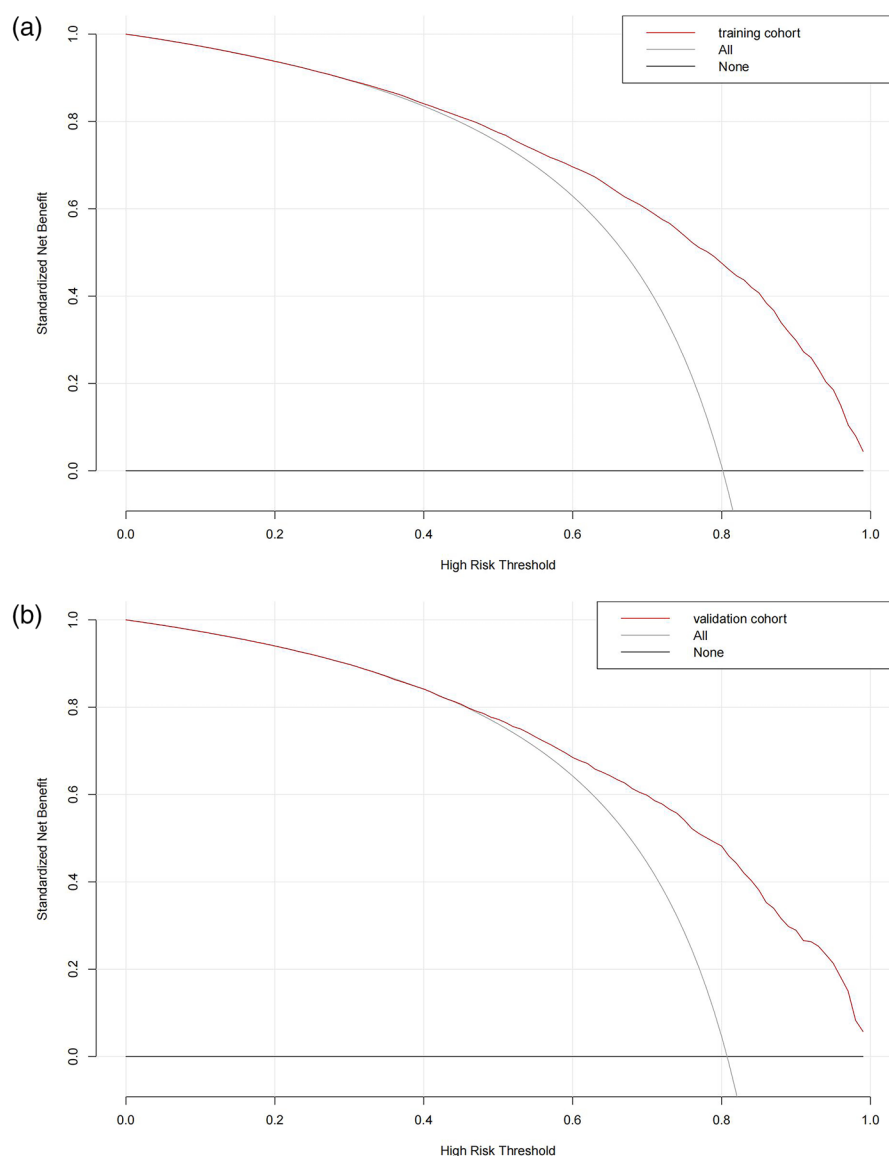 (a)
training cohort
All
None
1.0
0.8
0.6
0.4
0.2
0.0
Standardized Net Benefit
0.0 0.2 0.4 0.6 0.8 1.0
High Risk Threshold
(b)
validation cohort
All
None
1.0
0.8
0.6
0.4
0.2
0.0
Standardized Net Benefit
0.0 0.2 0.4 0.6 0.8 1.0
High Risk Threshold